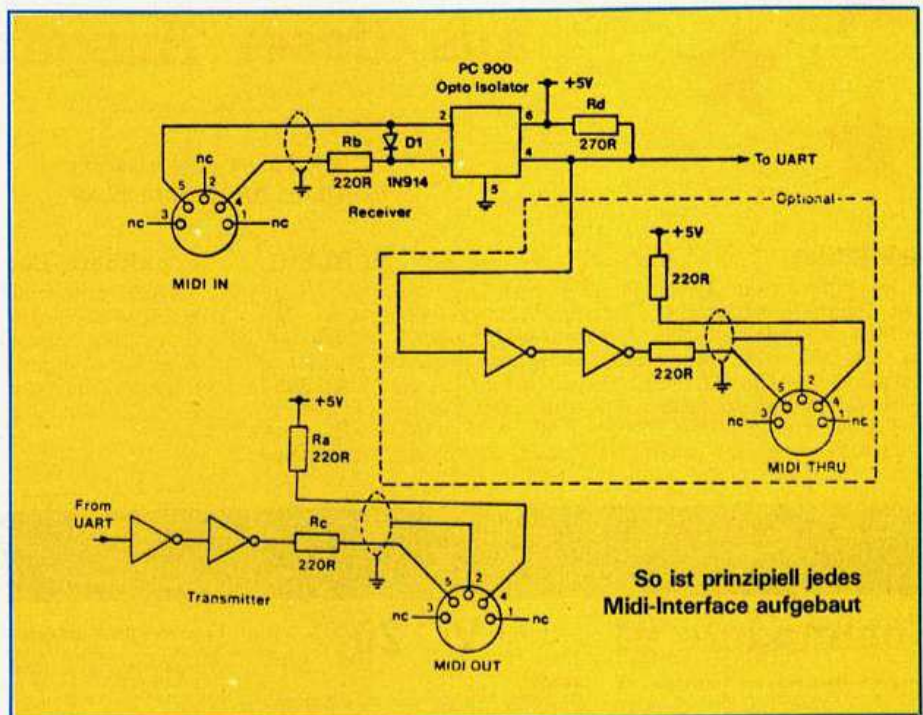 PC 900
Opto Isolator
+5V
Rd
270R
2
6
D1
Rb
1
4
To UART
220R
1N914
5
Receiver
Optional
nc
5
2
4
nc
3
1
nc
MIDI IN
+5V
220R
220R
5
2
4
nc
3
1
nc
MIDI THRU
+5V
Ra
220R
From
UART
Rc
220R
Transmitter
5
2
4
nc
3
1
nc
MIDI OUT
So ist prinzipiell jedes
Midi-Interface aufgebaut